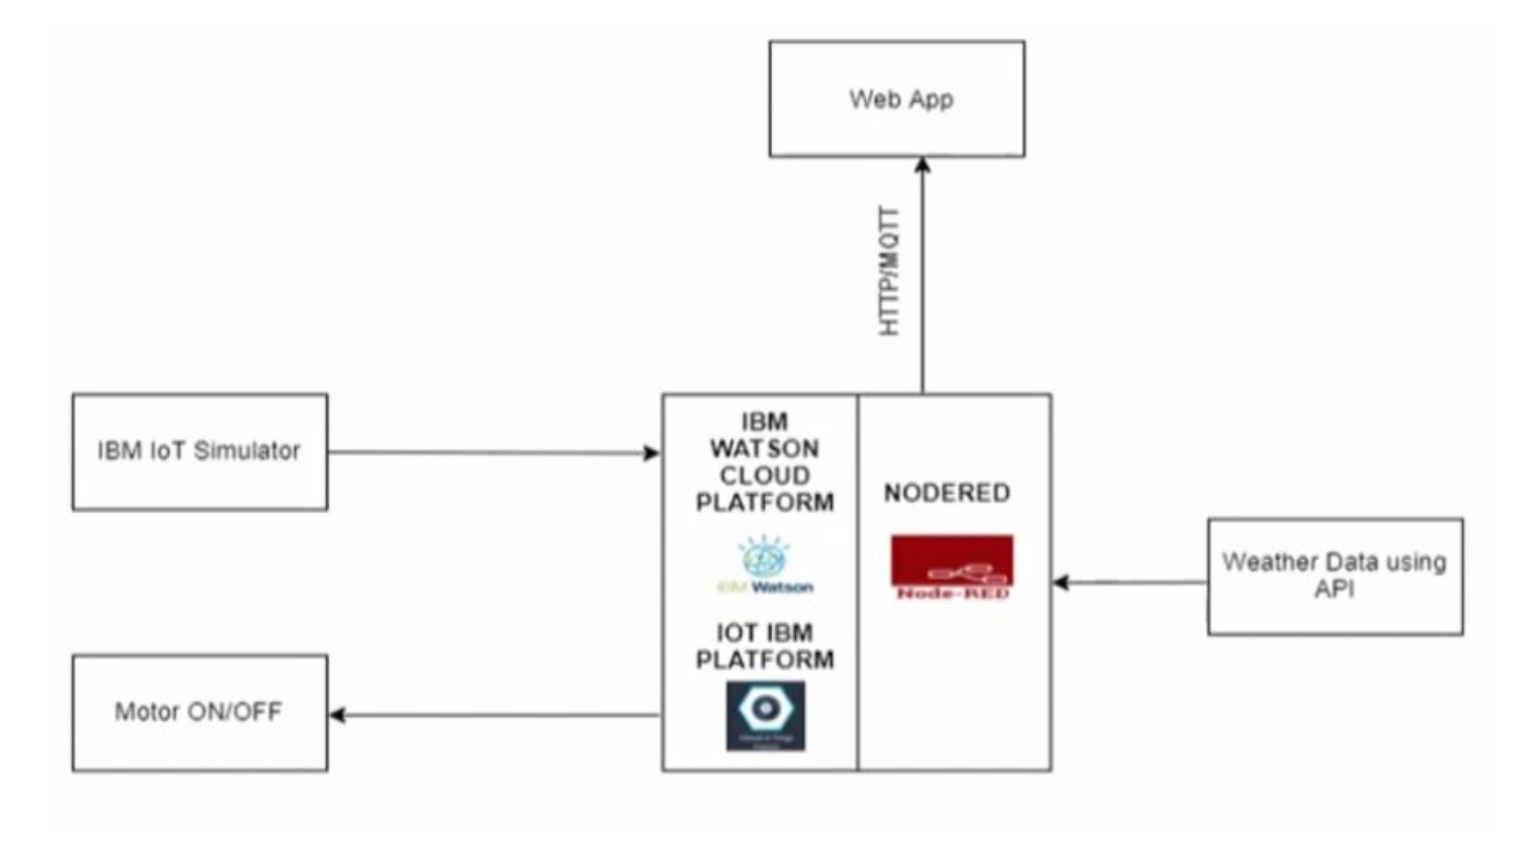 Web App
HTTP/MQTT
IBM IoT Simulator
IBM
WATSON
CLOUD
PLATFORM
IBM Watson
IOT IBM
PLATFORM
NODERED
Node-RED
Weather Data using
API
Motor ON/OFF